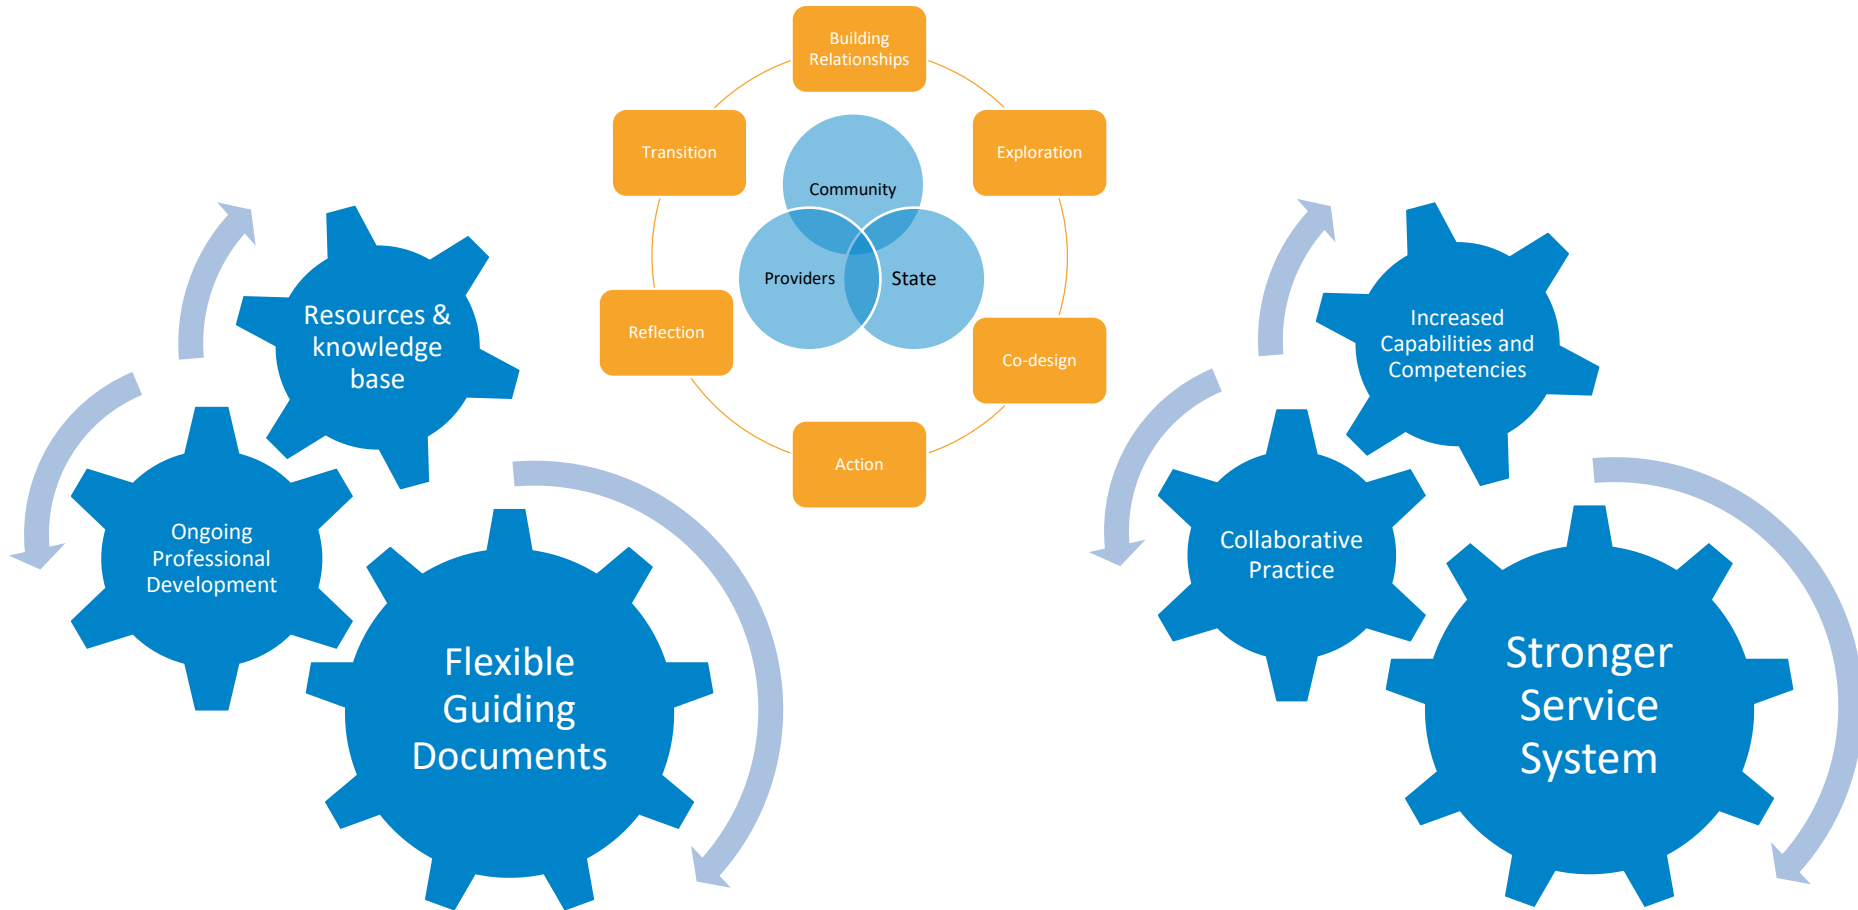 Building
Relationships
Transition
Exploration
Community
Providers
State
Reflection
Co-design
Action
Resources &
knowledge
base
Ongoing
Professional
Development
Flexible
Guiding
Documents
Increased
Capabilities and
Competencies
Collaborative
Practice
Stronger
Service
System